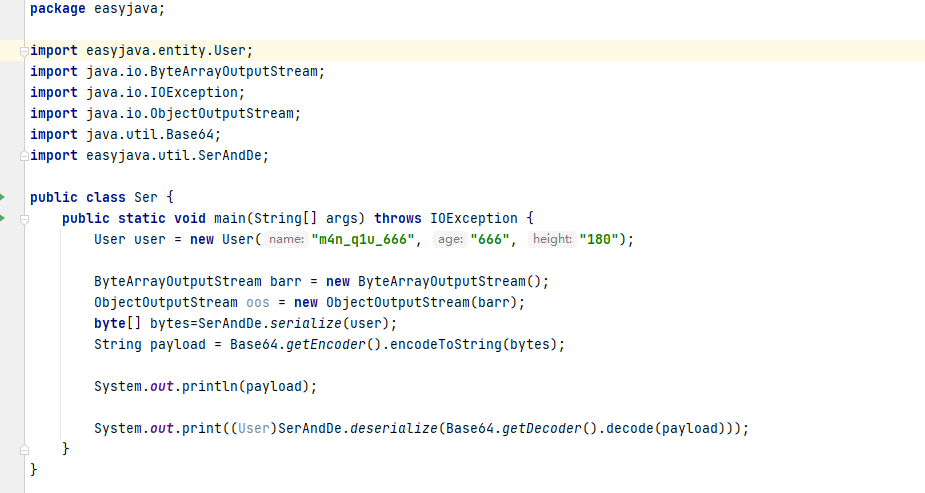 package easyjava;
import easyjava.entity.User;
import java.io.ByteArrayOutputStream;
import java.io.IOException;
import java.io.ObjectOutputStream;
import java.util.Base64;
import easyjava.util.SerAndDe;
public class Ser {
    public static void main(String[] args) throws IOException {
        User user = new User( name: "m4n_q1u_666", age: "666", height: "180");
        ByteArrayOutputStream barr = new ByteArrayOutputStream();
        ObjectOutputStream oos = new ObjectOutputStream(barr);
        byte[] bytes=SerAndDe.serialize(user);
        String payload = Base64.getEncoder().encodeToString(bytes);
        System.out.println(payload);
        System.out.print((User)SerAndDe.deserialize(Base64.getDecoder().decode(payload)));
    }
}